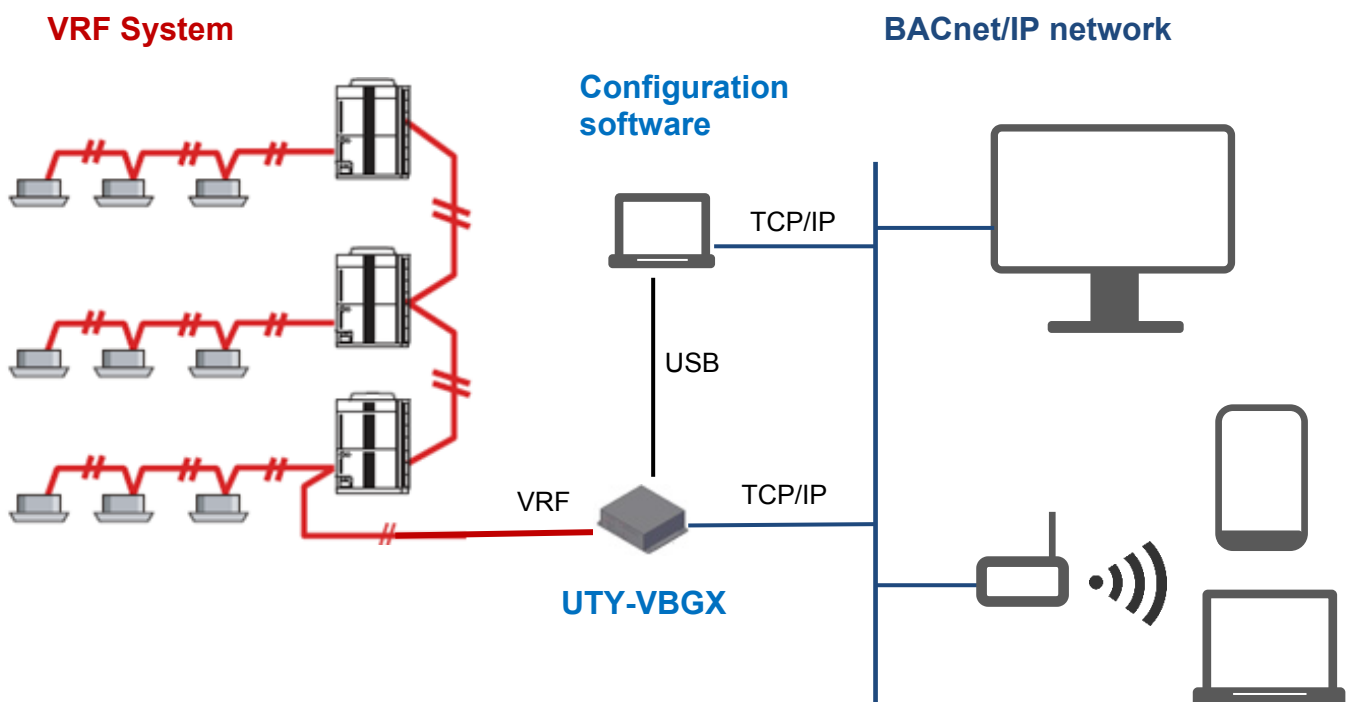 VRF System
BACnet/IP network
Configuration
software
TCP/IP
USB
VRF
TCP/IP
UTY-VBGX